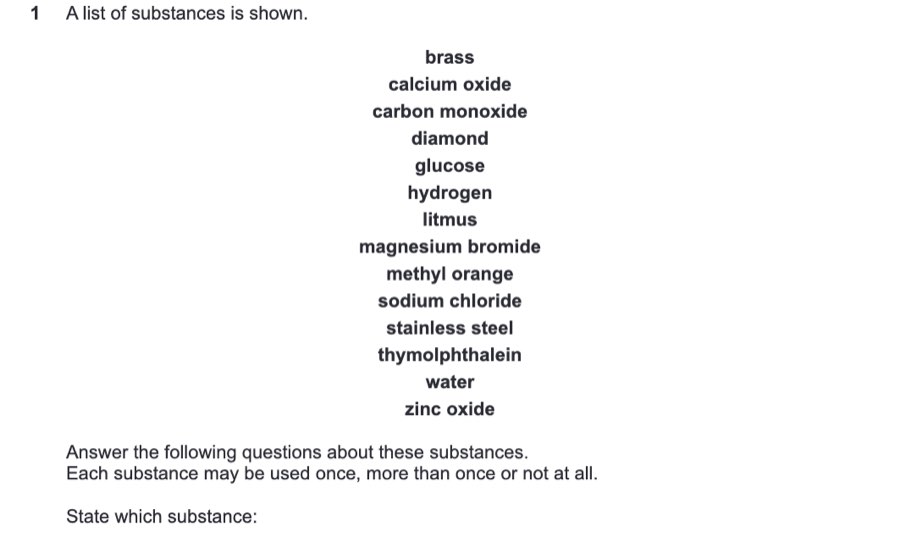 1 A list of substances is shown.
brass
calcium oxide
carbon monoxide
diamond
glucose
hydrogen
litmus
magnesium bromide
methyl orange
sodium chloride
stainless steel
thymolphthalein
water
zinc oxide
Answer the following questions about these substances.
Each substance may be used once, more than once or not at all.
State which substance: